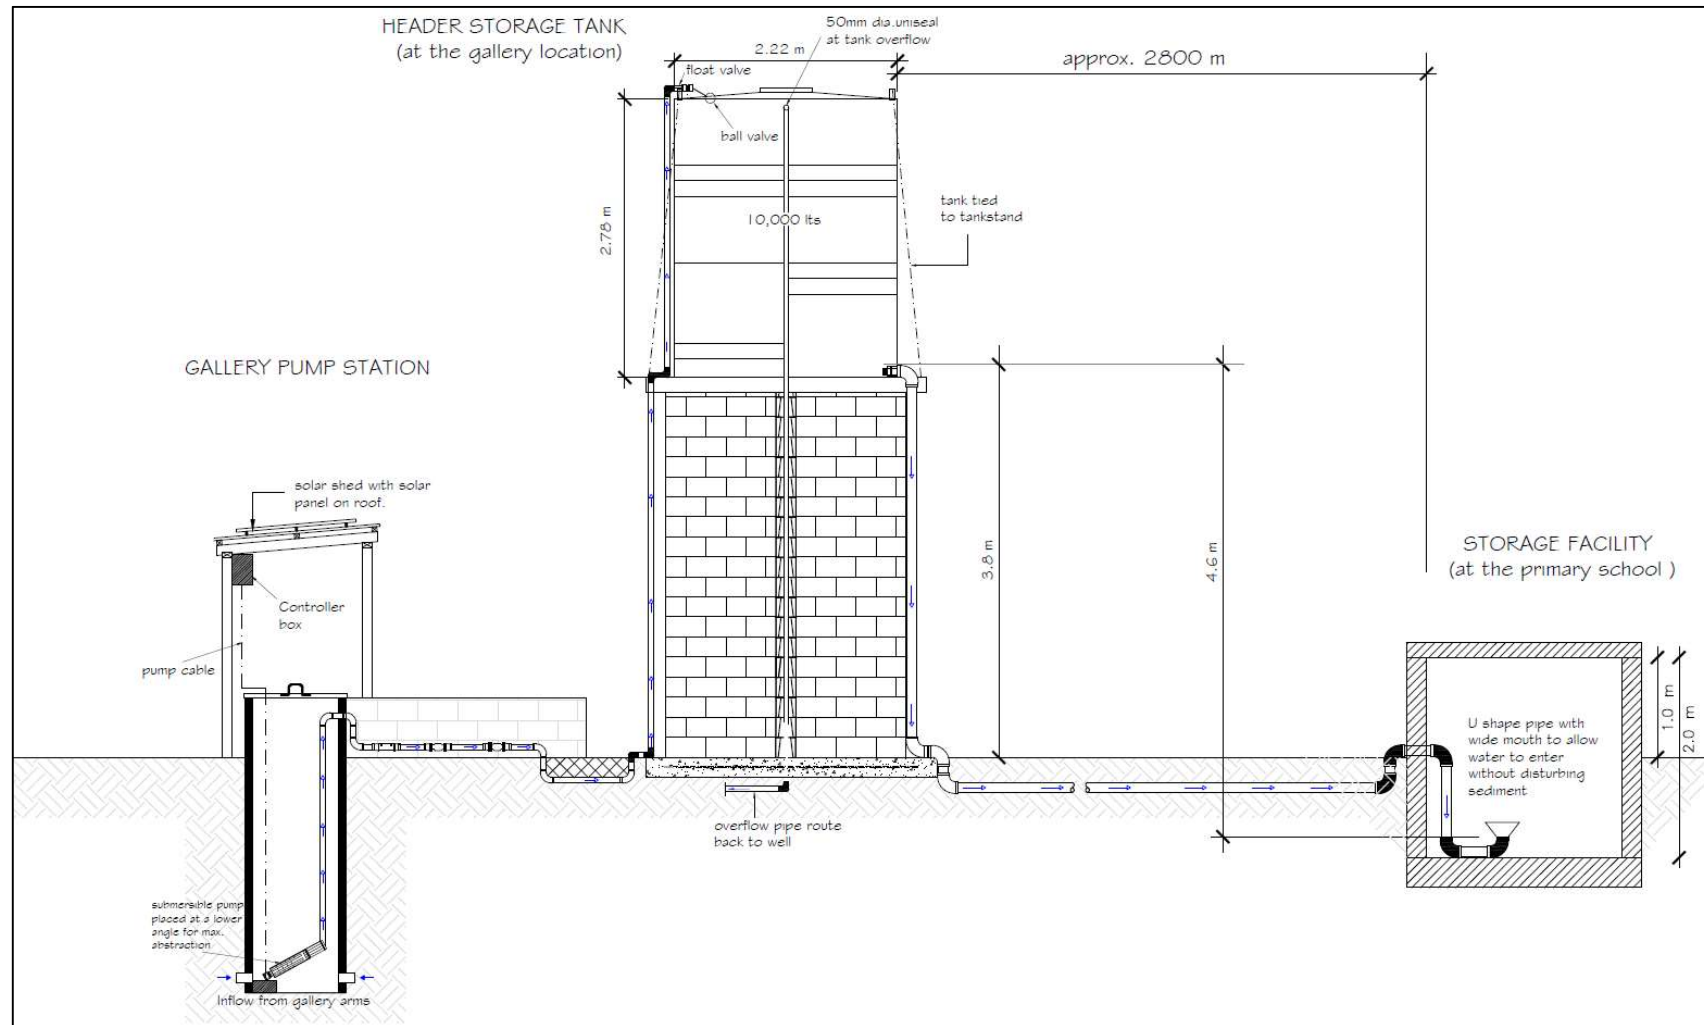 HEADER STORAGE TANK
(at the gallery location)
50mm dia.uniseal
at tank overflow
2.22 m
approx. 2800 m
float valve
ball valve
2.78 m
10,000 lts
tank tied
to tankstand
GALLERY PUMP STATION
solar shed with solar
panel on roof.
Controller
box
pump cable
3.8 m
4.6 m
STORAGE FACILITY
(at the primary school )
1.0 m
2.0 m
U shape pipe with
wide mouth to allow
water to enter
without disturbing
sediment
overflow pipe route
back to well
submersible pump
placed at a lower
angle for max.
abstraction
Inflow from gallery arms